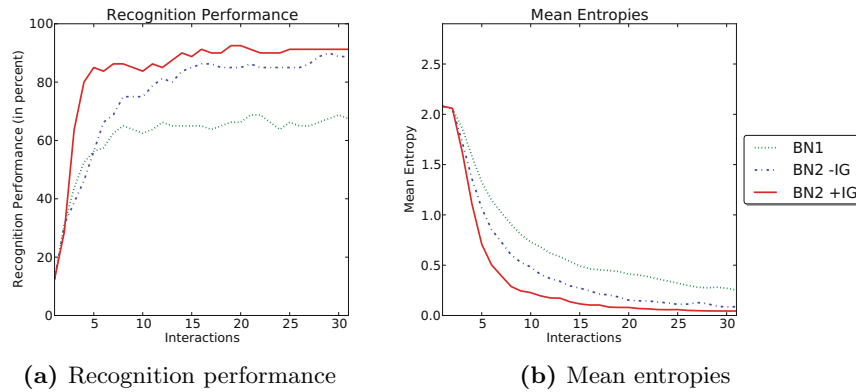 Recognition Performance
100
80
60
40
20
0
5 10 15 20 25 30
Interactions
Recognition Performance (in percent)
(a) Recognition performance
Mean Entropies
2.5
2.0
1.5
1.0
0.5
0.0
5 10 15 20 25 30
Interactions
Mean Entropy
(b) Mean entropies
BN1
BN2 -IG
BN2 +IG